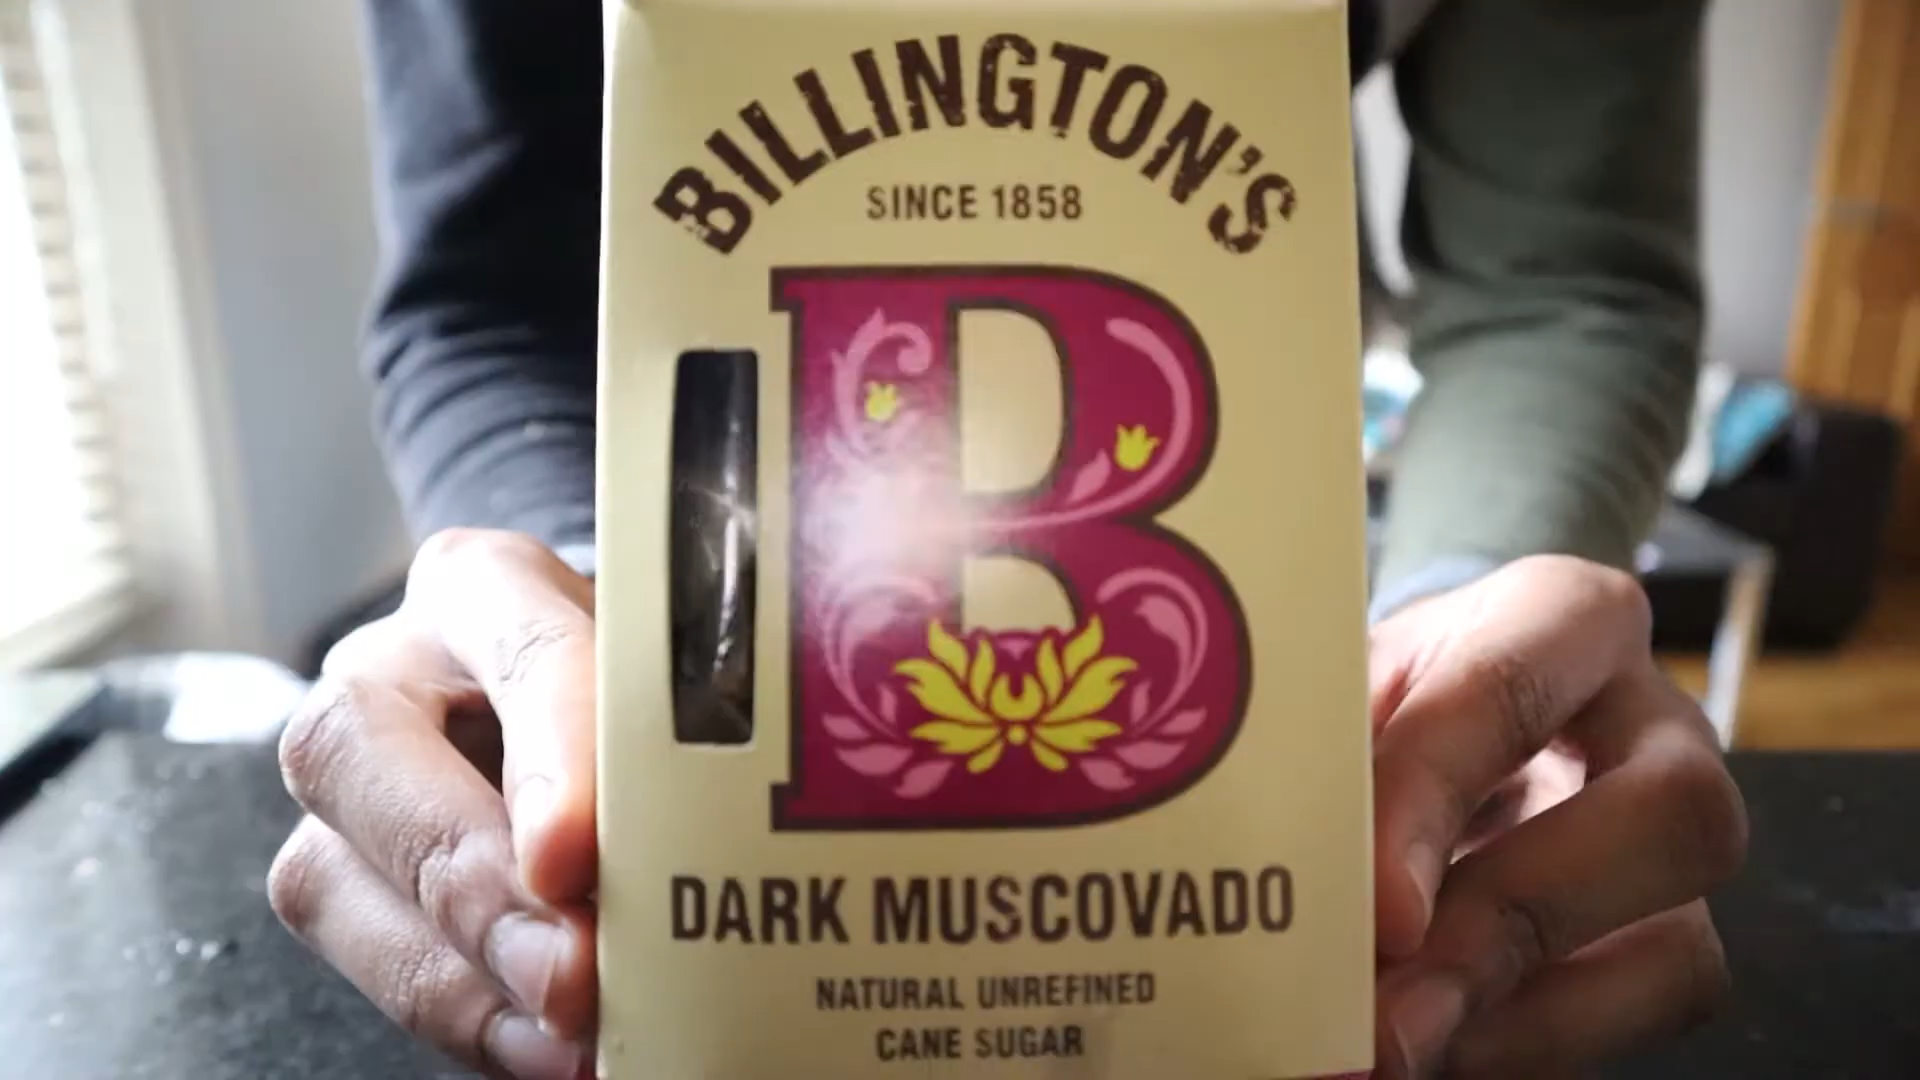 BILLINGTON'S
SINCE 1858
B
DARK MUSCOVADO
NATURAL UNREFINED
CANE SUGAR